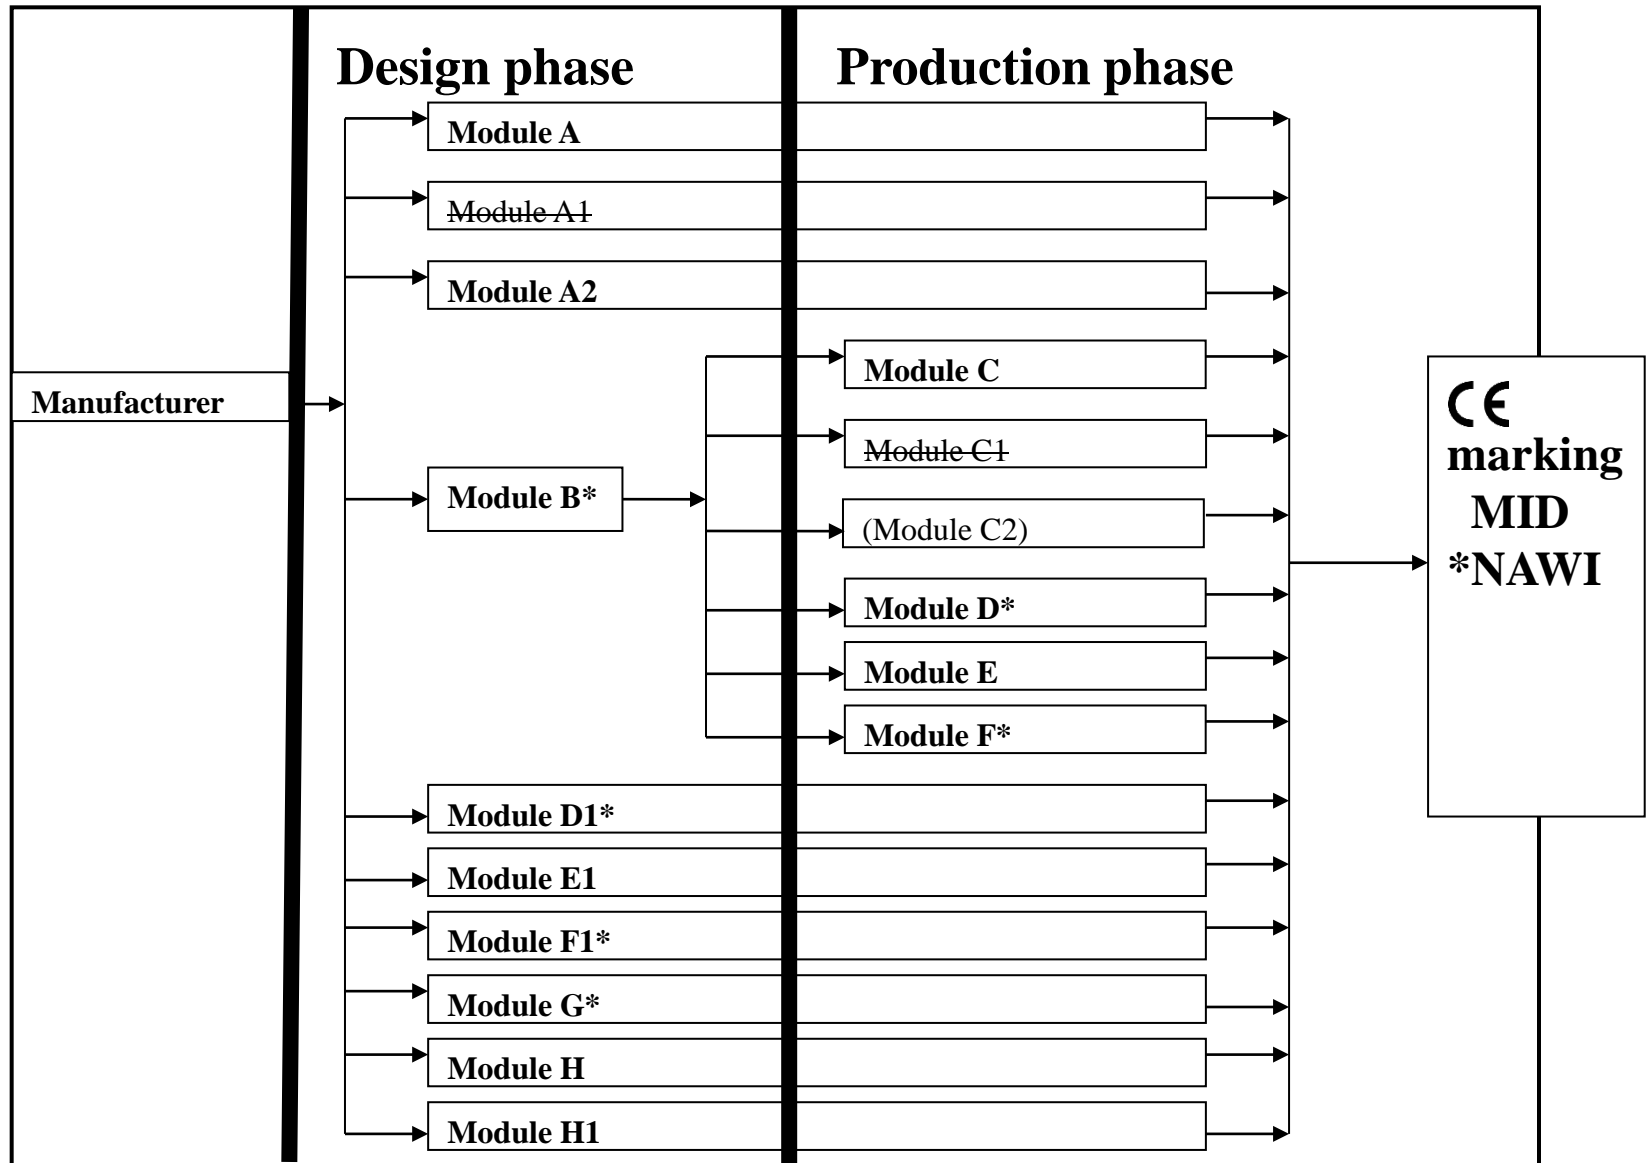 Design phase
Production phase
Module A
Module A1
Module A2
Module C
Manufacturer
CE
marking
MID
*NAWI
Module C1
Module B*
(Module C2)
Module D*
Module E
Module F*
Module D1*
Module E1
Module F1*
Module G*
Module H
Module H1